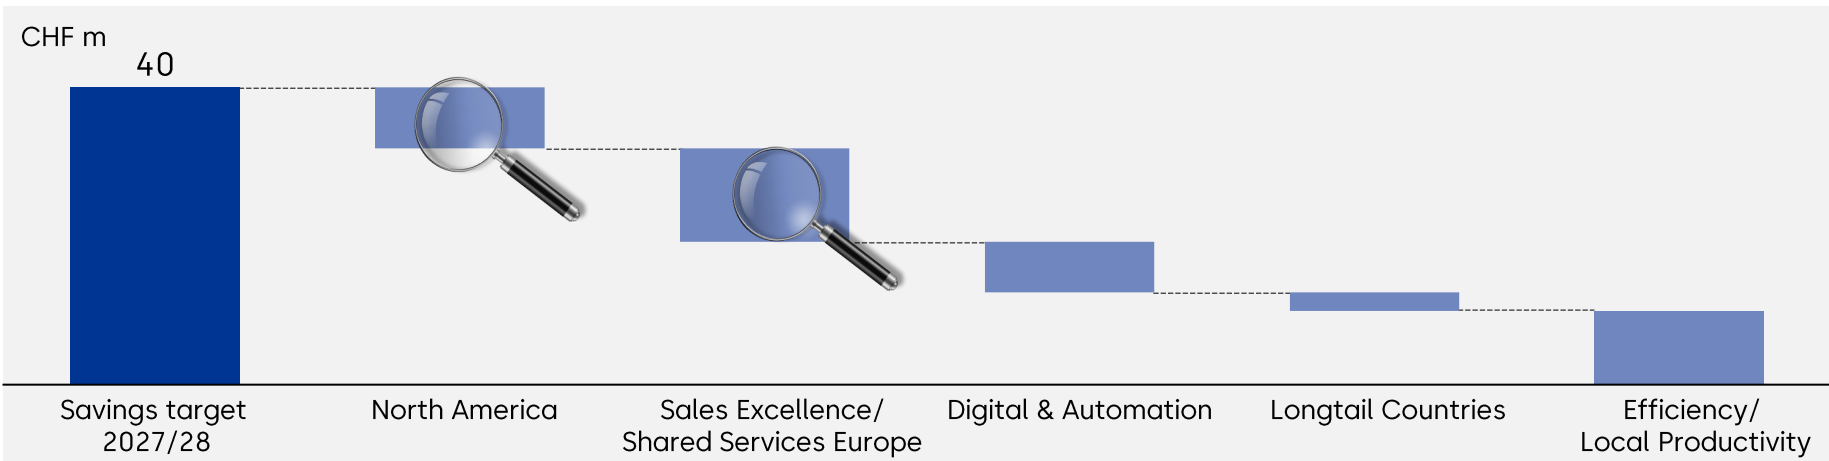 CHF m
40
Savings target
2027/28
North America
Sales Excellence/
Shared Services Europe
Digital & Automation
Longtail Countries
Efficiency/
Local Productivity